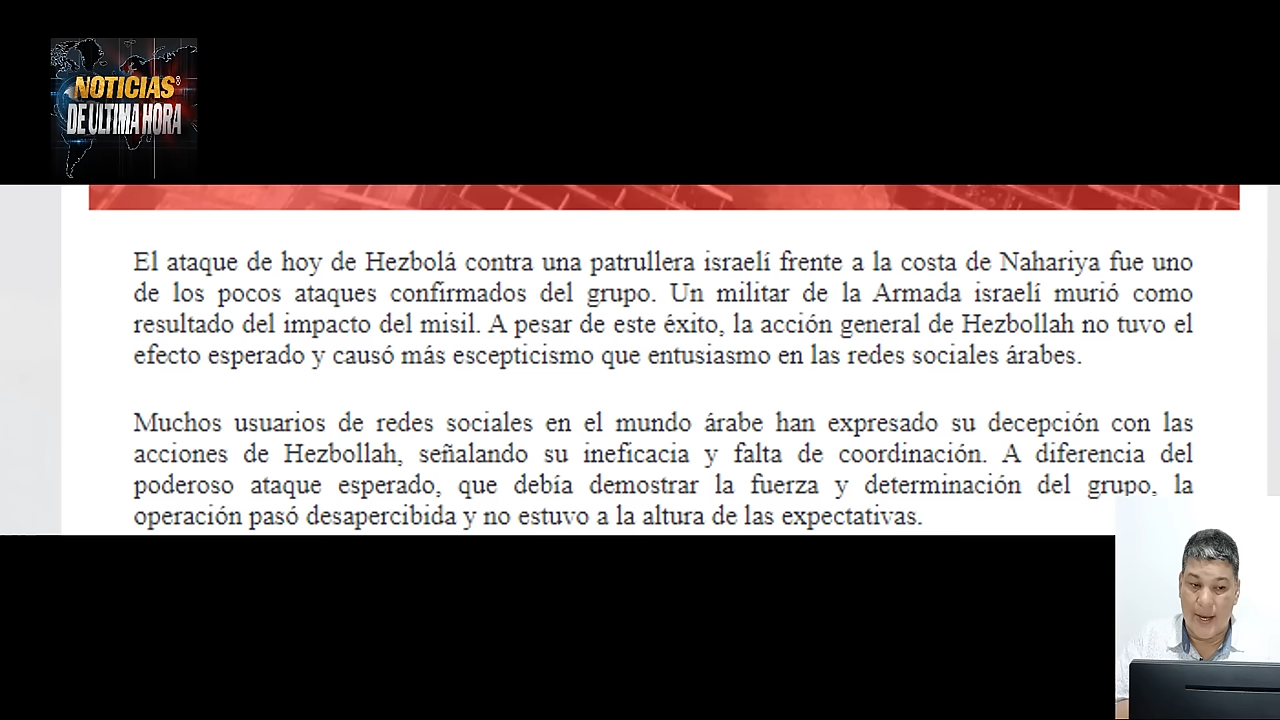 NOTICIAS
DE ULTIMA HORA
El ataque de hoy de Hezbolá contra una patrullera israelí frente a la costa de Nahariya fue uno
de los pocos ataques confirmados del grupo. Un militar de la Armada israelí murió como
resultado del impacto del misil. A pesar de este éxito, la acción general de Hezbollah no tuvo el
efecto esperado y causó más escepticismo que entusiasmo en las redes sociales árabes.
Muchos usuarios de redes sociales en el mundo árabe han expresado su decepción con las
acciones de Hezbollah, señalando su ineficacia y falta de coordinación. A diferencia del
poderoso ataque esperado, que debía demostrar la fuerza y determinación del grupo, la
operación pasó desapercibida y no estuvo a la altura de las expectativas.